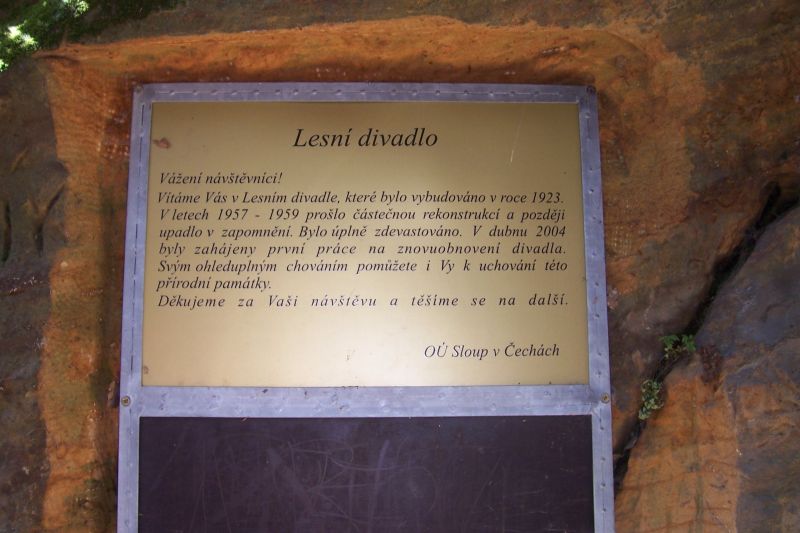 Lesní divadlo
Vážení návštěvníci!
Vítáme Vás v Lesním divadle, které bylo vybudováno v roce 1923.
V letech 1957 - 1959 prošlo částečnou rekonstrukcí a později
upadlo v zapomnění. Bylo úplně zdevastováno. V dubnu 2004
byly zahájeny první práce na znovuobnovení divadla.
Svým ohleduplným chováním pomůžete i Vy k uchování této
přírodní památky.
Děkujeme za Vaši návštěvu a těšíme se na další.
OÚ Sloup v Čechách